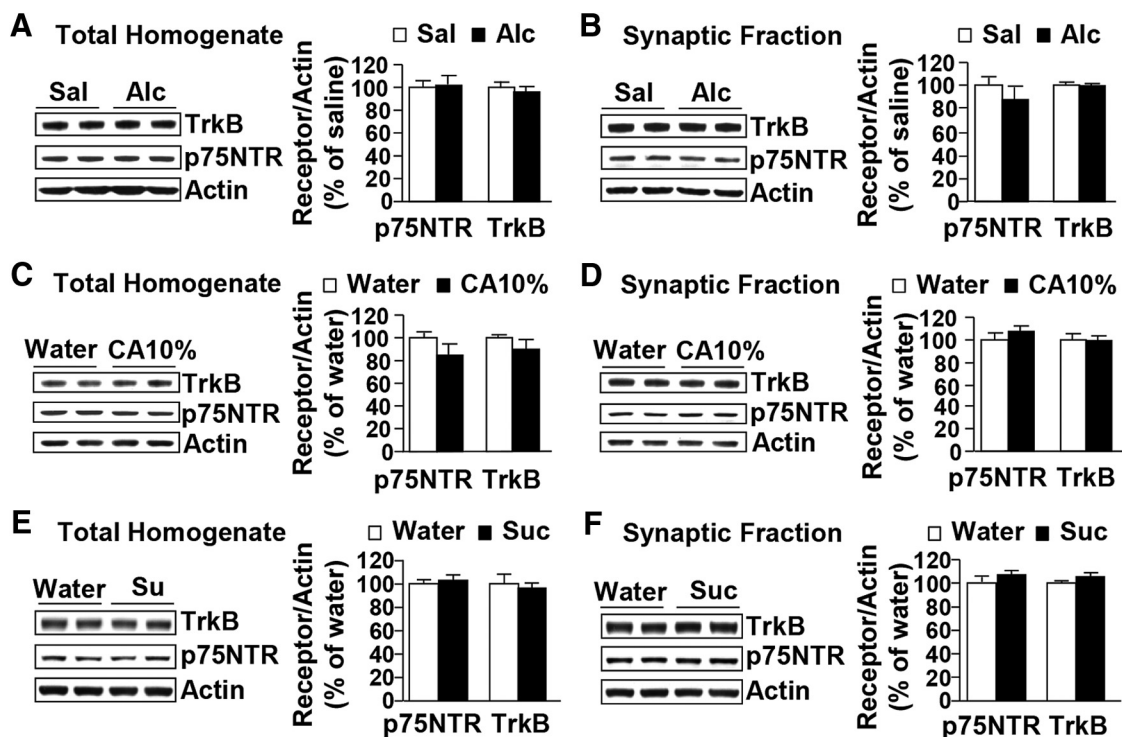 A Total Homogenate
Sal Alc
Sal Alc
TrkB
p75NTR
Actin
Receptor/Actin
(% of saline)
120
100
80
60
40
20
0
p75NTR TrkB
B Synaptic Fraction
Sal Alc
Sal Alc
TrkB
p75NTR
Actin
Receptor/Actin
(% of saline)
120
100
80
60
40
20
0
p75NTR TrkB
C Total Homogenate
Water CA10%
Water CA10%
TrkB
p75NTR
Actin
Receptor/Actin
(% of water)
120
100
80
60
40
20
0
p75NTR TrkB
D Synaptic Fraction
Water CA10%
Water CA10%
TrkB
p75NTR
Actin
Receptor/Actin
(% of water)
120
100
80
60
40
20
0
p75NTR TrkB
E Total Homogenate
Water Su
Water Suc
TrkB
p75NTR
Actin
Receptor/Actin
(% of water)
120
100
80
60
40
20
0
p75NTR TrkB
F Synaptic Fraction
Water Suc
Water Suc
TrkB
p75NTR
Actin
Receptor/Actin
(% of water)
120
100
80
60
40
20
0
p75NTR TrkB